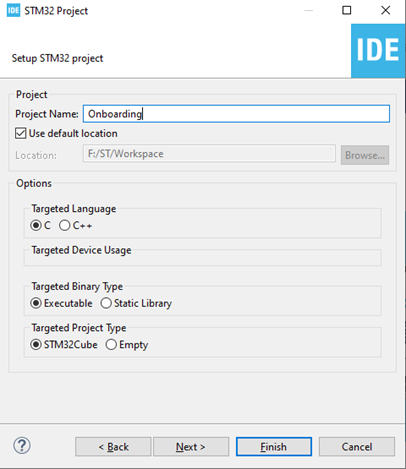 IDE STM32 Project
Setup STM32 project
IDE
Project
Project Name: Onboarding
Use default location
Location: F:/ST/Workspace Browse...
Options
Targeted Language
C C++
Targeted Device Usage
Targeted Binary Type
Executable Static Library
Targeted Project Type
STM32Cube Empty
? < Back Next > Finish Cancel